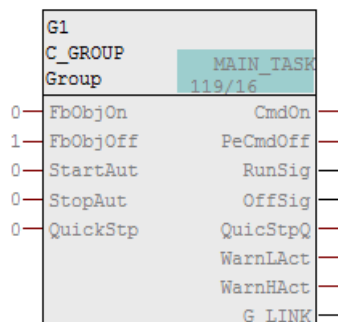 G1
C_GROUP
Group
MAIN_TASK
119/16
0 FbObjOn CmdOn
1 FbObjOff PeCmdOff
0 StartAut RunSig
0 StopAut OffSig
0 QuickStp QuicStpQ
WarnLAct
WarnHAct
G_LINK